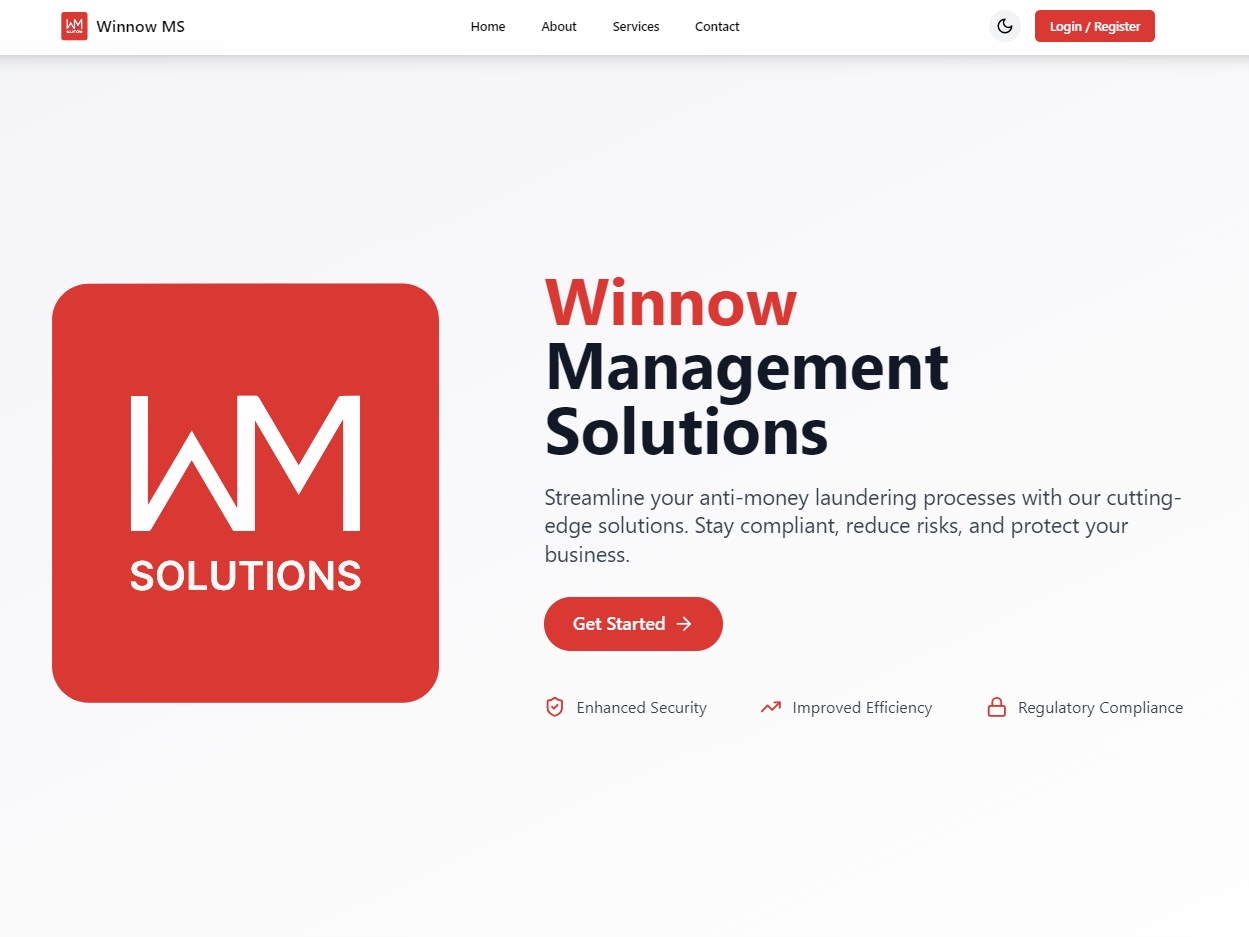 WM
SOLUTIONS
Winnow MS
Home
About
Services
Contact
Login / Register
WM
SOLUTIONS
Winnow
Management
Solutions
Streamline your anti-money laundering processes with our cutting-
edge solutions. Stay compliant, reduce risks, and protect your
business.
Get Started
Enhanced Security
Improved Efficiency
Regulatory Compliance